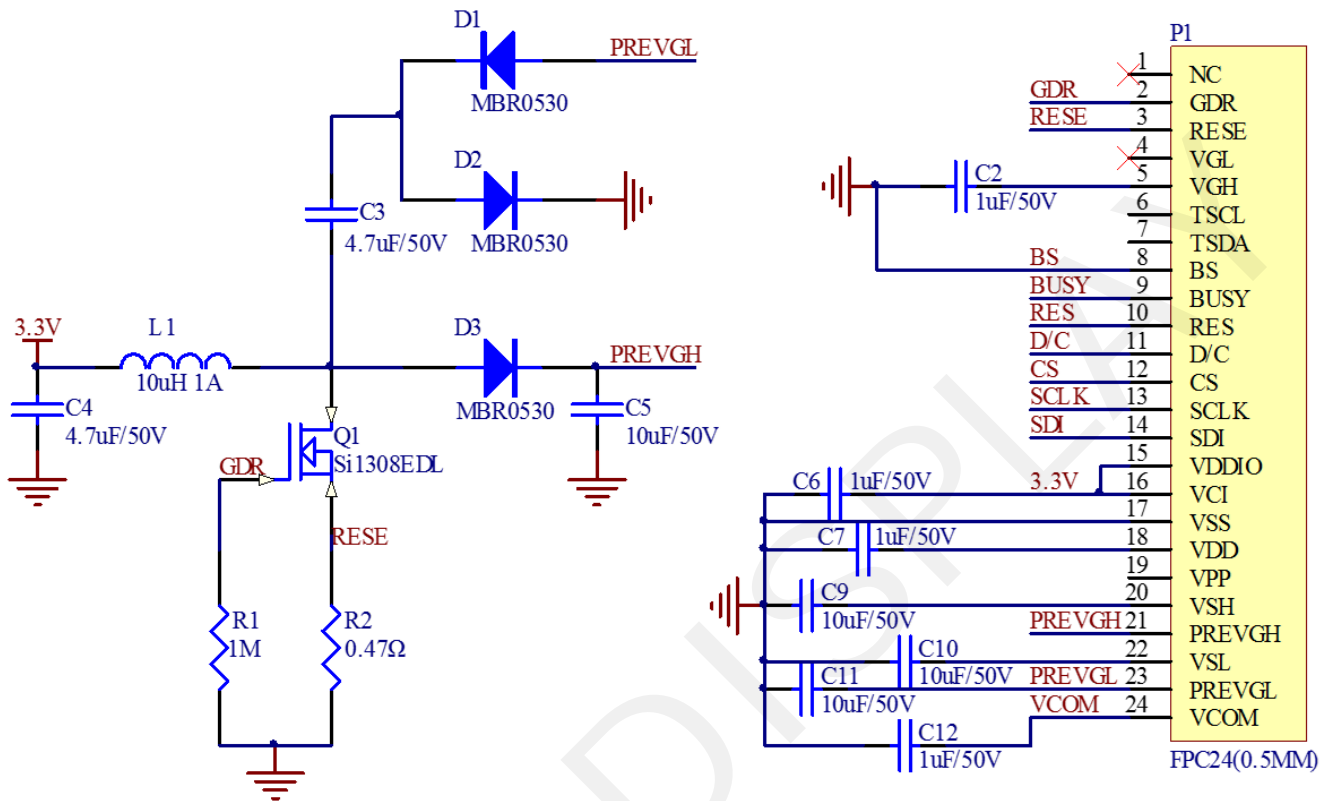 D1
PREVGL
MBR0530
D2
MBR0530
C3
4.7uF/50V
3.3V
L1
10uH 1A
D3
PREVGH
MBR0530
C4
4.7uF/50V
C5
10uF/50V
Q1
Si1308EDL
GDR
RESE
R1
1M
R2
0.47Ω
P1
1 NC
GDR 2 GDR
RESE 3 RESE
4 VGL
C2
1uF/50V
5 VGH
6 TSCL
7 TSDA
BS 8 BS
BUSY 9 BUSY
RES 10 RES
D/C 11 D/C
CS 12 CS
SCLK 13 SCLK
SDI 14 SDI
15 VDDIO
C6 1uF/50V 3.3V 16 VCI
17 VSS
C7 1uF/50V 18 VDD
19 VPP
C9
10uF/50V
20 VSH
PREVGH 21 PREVGH
C10
10uF/50V
22 VSL
C11
10uF/50V
PREVGL 23 PREVGL
VCOM 24 VCOM
C12
1uF/50V
FPC24(0.5MM)
DISPLAY